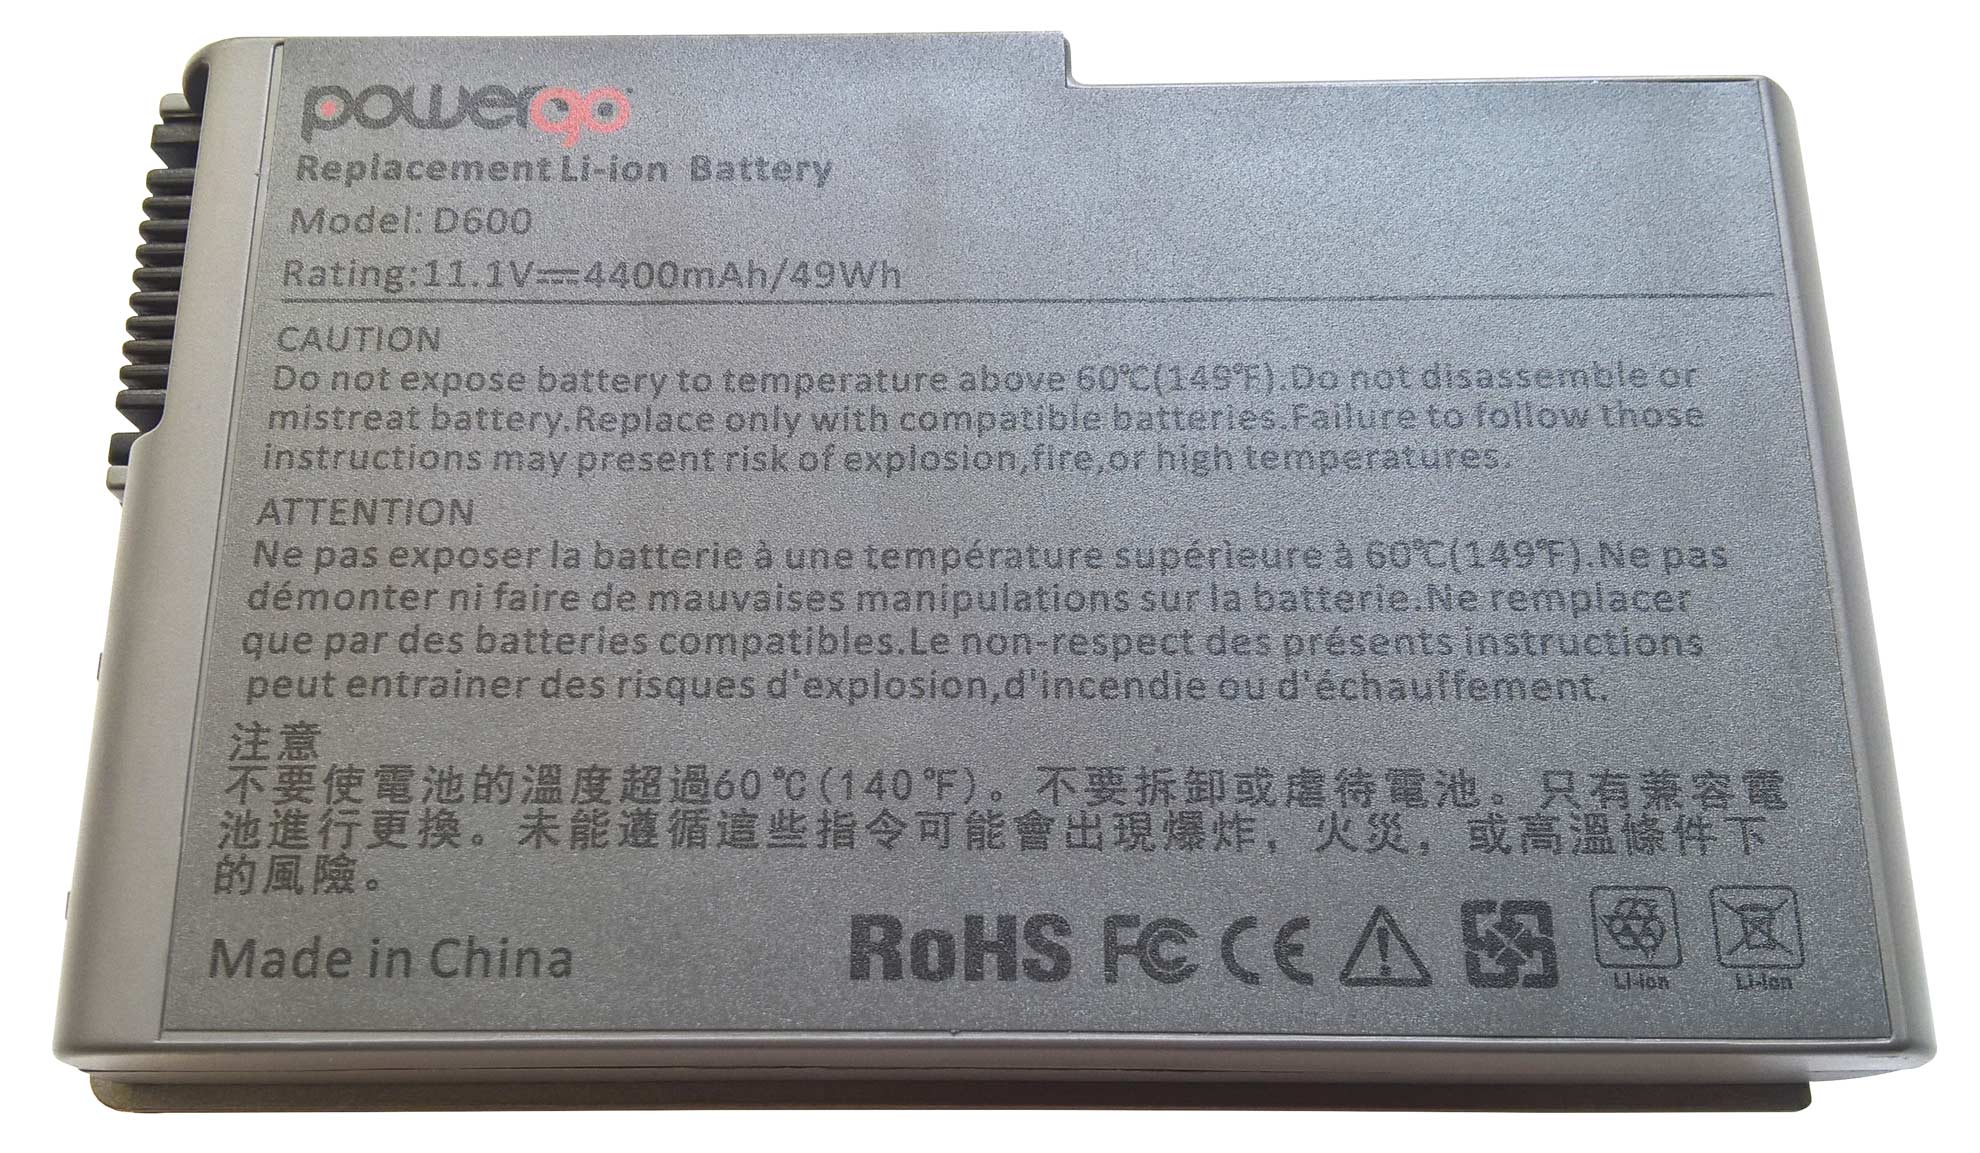 powergo
Replacement Li-ion Battery
Model: D600
Rating:11.1V⎓4400mAh/49Wh
CAUTION
Do not expose battery to temperature above 60℃(149℉).Do not disassemble or
mistreat battery.Replace only with compatible batteries.Failure to follow those
instructions may present risk of explosion,fire,or high temperatures.
ATTENTION
Ne pas exposer la batterie à une température supérieure à 60℃(149℉).Ne pas
démonter ni faire de mauvaises manipulations sur la batterie.Ne remplacer
que par des batteries compatibles.Le non-respect des présents instructions
peut entrainer des risques d'explosion,d'incendie ou d'échauffement.
注意
不要使電池的溫度超過60℃(140℉)。不要拆卸或虐待電池。只有兼容電
池進行更換。未能遵循這些指令可能會出現爆炸，火災，或高溫條件下
的風險。
Made in China
RoHS FC CE
Li-ion
Li-ion